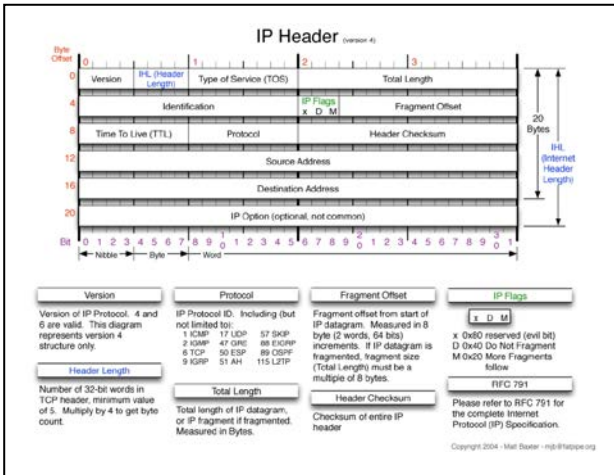 IP Header (version 4)
Byte
Offset
0 1 2 3
0 Version IHL (Header Length) Type of Service (TOS) Total Length
4 Identification IP Flags x D M Fragment Offset
8 Time To Live (TTL) Protocol Header Checksum
12 Source Address
16 Destination Address
20 IP Option (optional, not common)
20 Bytes
IHL (Internet Header Length)
Bit 0 1 2 3 4 5 6 7 8 9 10 1 2 3 4 5 6 7 8 9 20 1 2 3 4 5 6 7 8 9 30 1
Nibble Byte Word
Version
Version of IP Protocol. 4 and
6 are valid. This diagram
represents version 4
structure only.
Header Length
Number of 32-bit words in
TCP header, minimum value
of 5. Multiply by 4 to get byte
count.
Protocol
IP Protocol ID. Including (but
not limited to):
1 ICMP 17 UDP 57 SKIP
2 IGMP 47 GRE 88 EIGRP
6 TCP 50 ESP 89 OSPF
9 IGRP 51 AH 115 L2TP
Total Length
Total length of IP datagram,
or IP fragment if fragmented.
Measured in Bytes.
Fragment Offset
Fragment offset from start of
IP datagram. Measured in 8
byte (2 words, 64 bits)
increments. If IP datagram is
fragmented, fragment size
(Total Length) must be a
multiple of 8 bytes.
Header Checksum
Checksum of entire IP
header
IP Flags
x D M
x 0x80 reserved (evil bit)
D 0x40 Do Not Fragment
M 0x20 More Fragments
follow
RFC 791
Please refer to RFC 791 for
the complete Internet
Protocol (IP) Specification.
Copyright 2004 - Matt Baxter - mjb@fatpipe.org